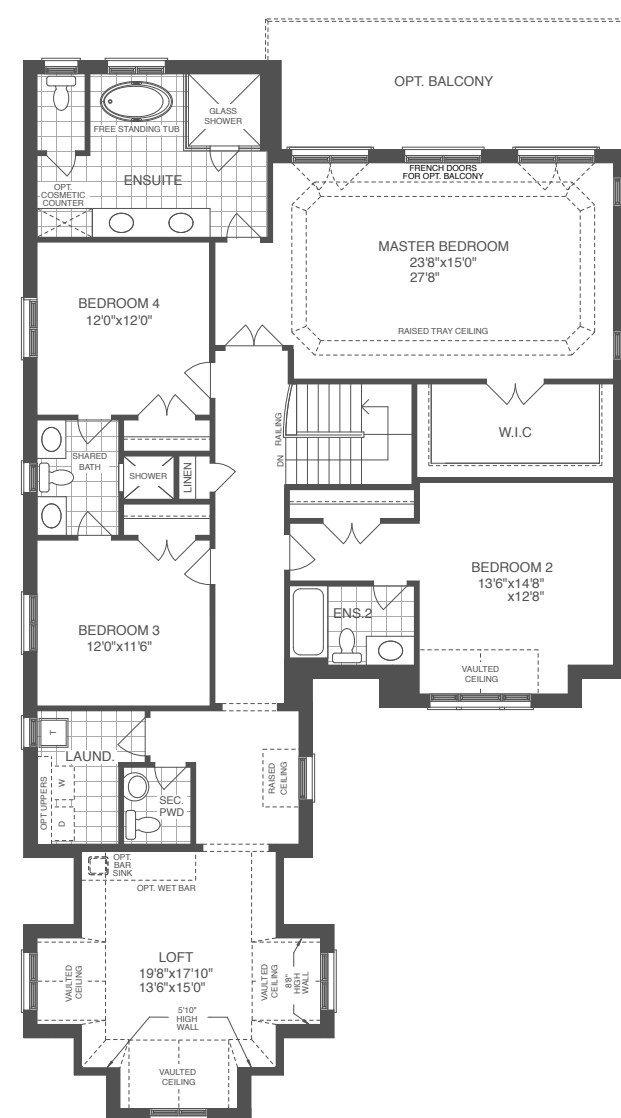 OPT. BALCONY
GLASS
SHOWER
FREE STANDING TUB
FRENCH DOORS
FOR OPT. BALCONY
ENSUITE
OPT.
COSMETIC
COUNTER
MASTER BEDROOM
23'8"x15'0"
27'8"
RAISED TRAY CEILING
BEDROOM 4
12'0"x12'0"
W.I.C
DN
RAILING
SHARED
BATH
SHOWER
LINEN
BEDROOM 2
13'6"x14'8"
x12'8"
ENS.2
VAULTED
CEILING
BEDROOM 3
12'0"x11'6"
T
LAUND.
OPT UPPERS
W
D
SEC.
PWD
RAISED
CEILING
OPT.
BAR
SINK
OPT. WET BAR
LOFT
19'8"x17'10"
13'6"x15'0"
VAULTED
CEILING
VAULTED
CEILING
8'8"
HIGH
WALL
5'10"
HIGH
WALL
VAULTED
CEILING